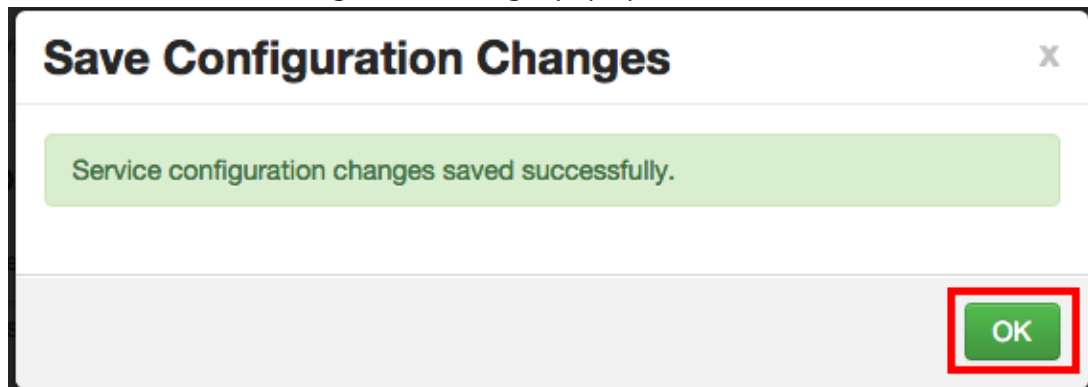 Save Configuration Changes
x
Service configuration changes saved successfully.
OK